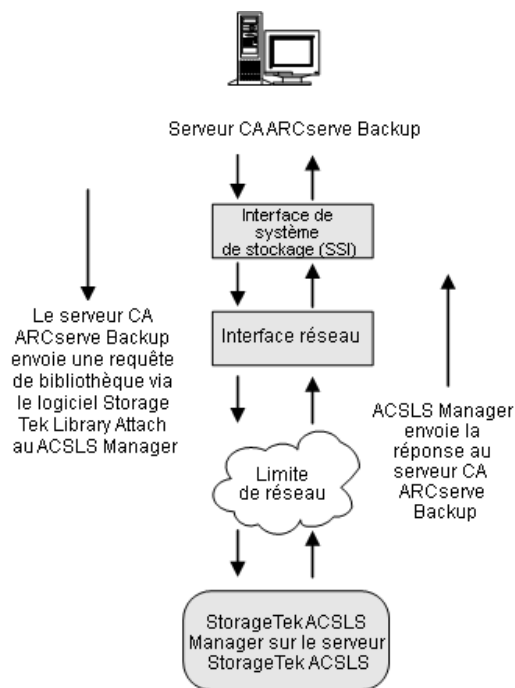 Serveur CA ARCserve Backup
Interface de
système
de stockage (SSI)
Le serveur CA
ARCserve Backup
envoie une requête
de bibliothèque via
le logiciel Storage
Tek Library Attach
au ACSLS Manager
Interface réseau
ACSLS Manager
envoie la
réponse au
serveur CA
ARCserve
Backup
Limite
de réseau
StorageTek ACSLS
Manager sur le serveur
StorageTek ACSLS